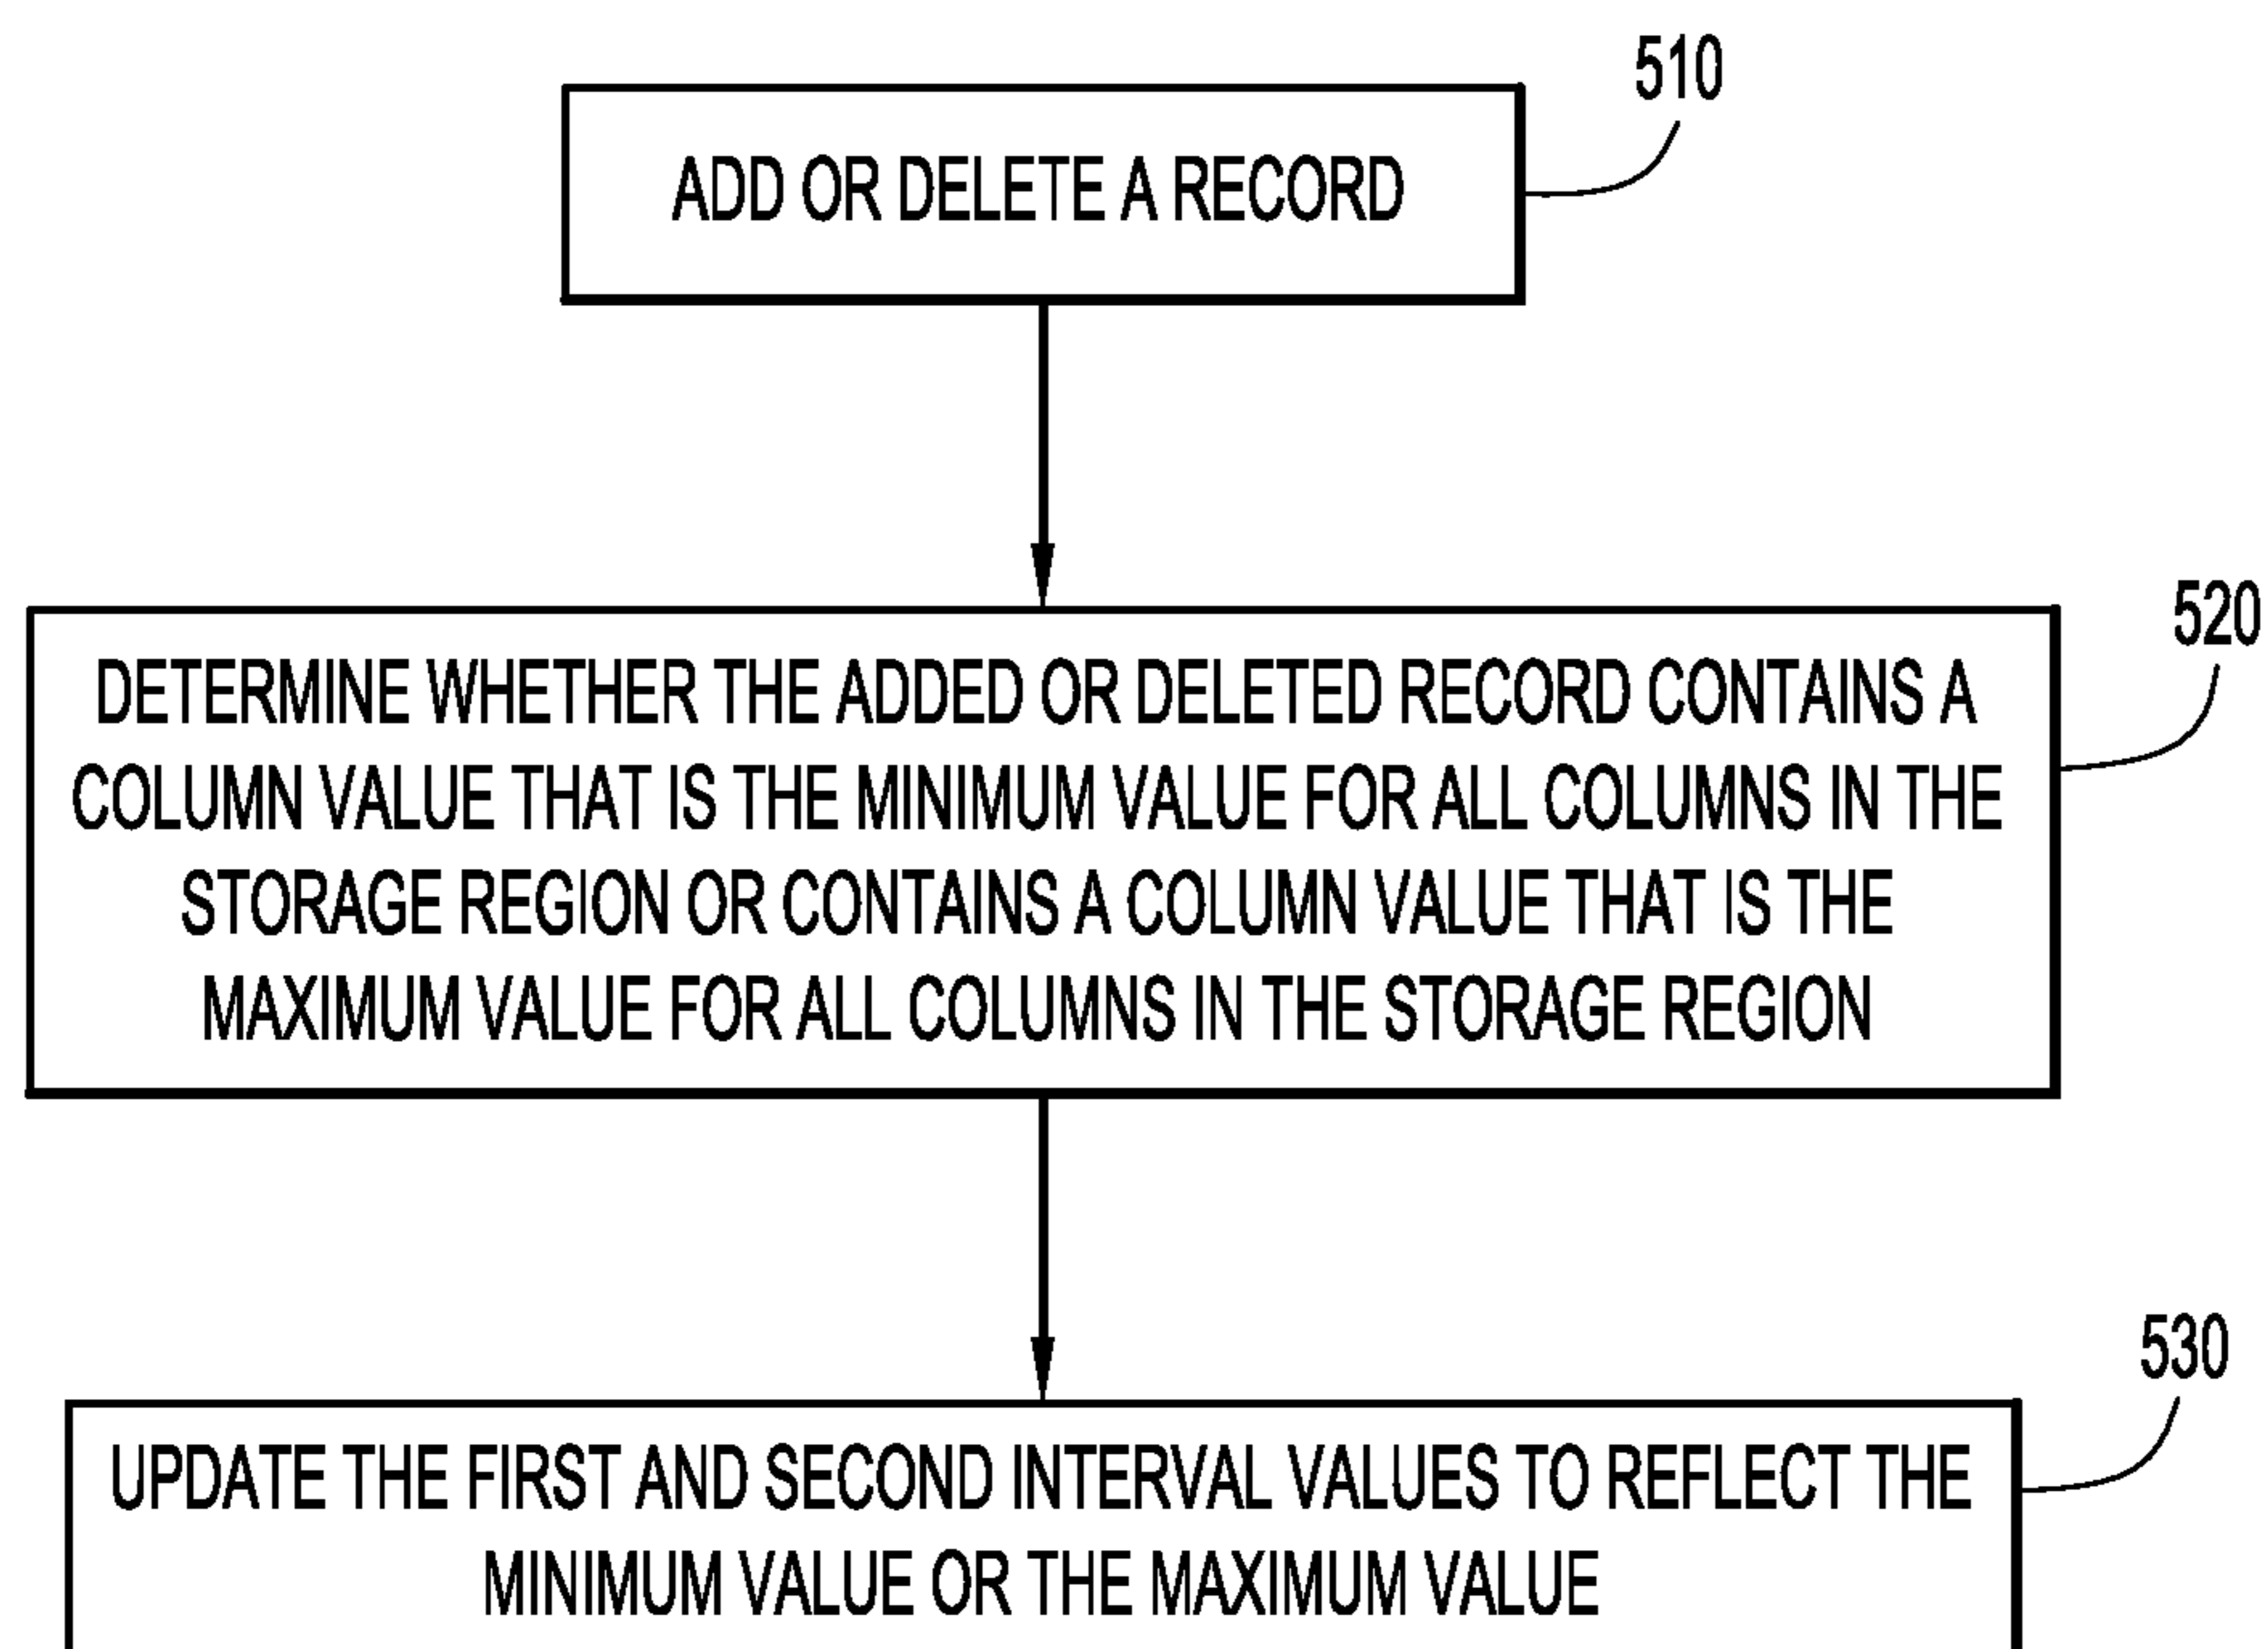 510
ADD OR DELETE A RECORD
520
DETERMINE WHETHER THE ADDED OR DELETED RECORD CONTAINS A
COLUMN VALUE THAT IS THE MINIMUM VALUE FOR ALL COLUMNS IN THE
STORAGE REGION OR CONTAINS A COLUMN VALUE THAT IS THE
MAXIMUM VALUE FOR ALL COLUMNS IN THE STORAGE REGION
530
UPDATE THE FIRST AND SECOND INTERVAL VALUES TO REFLECT THE
MINIMUM VALUE OR THE MAXIMUM VALUE